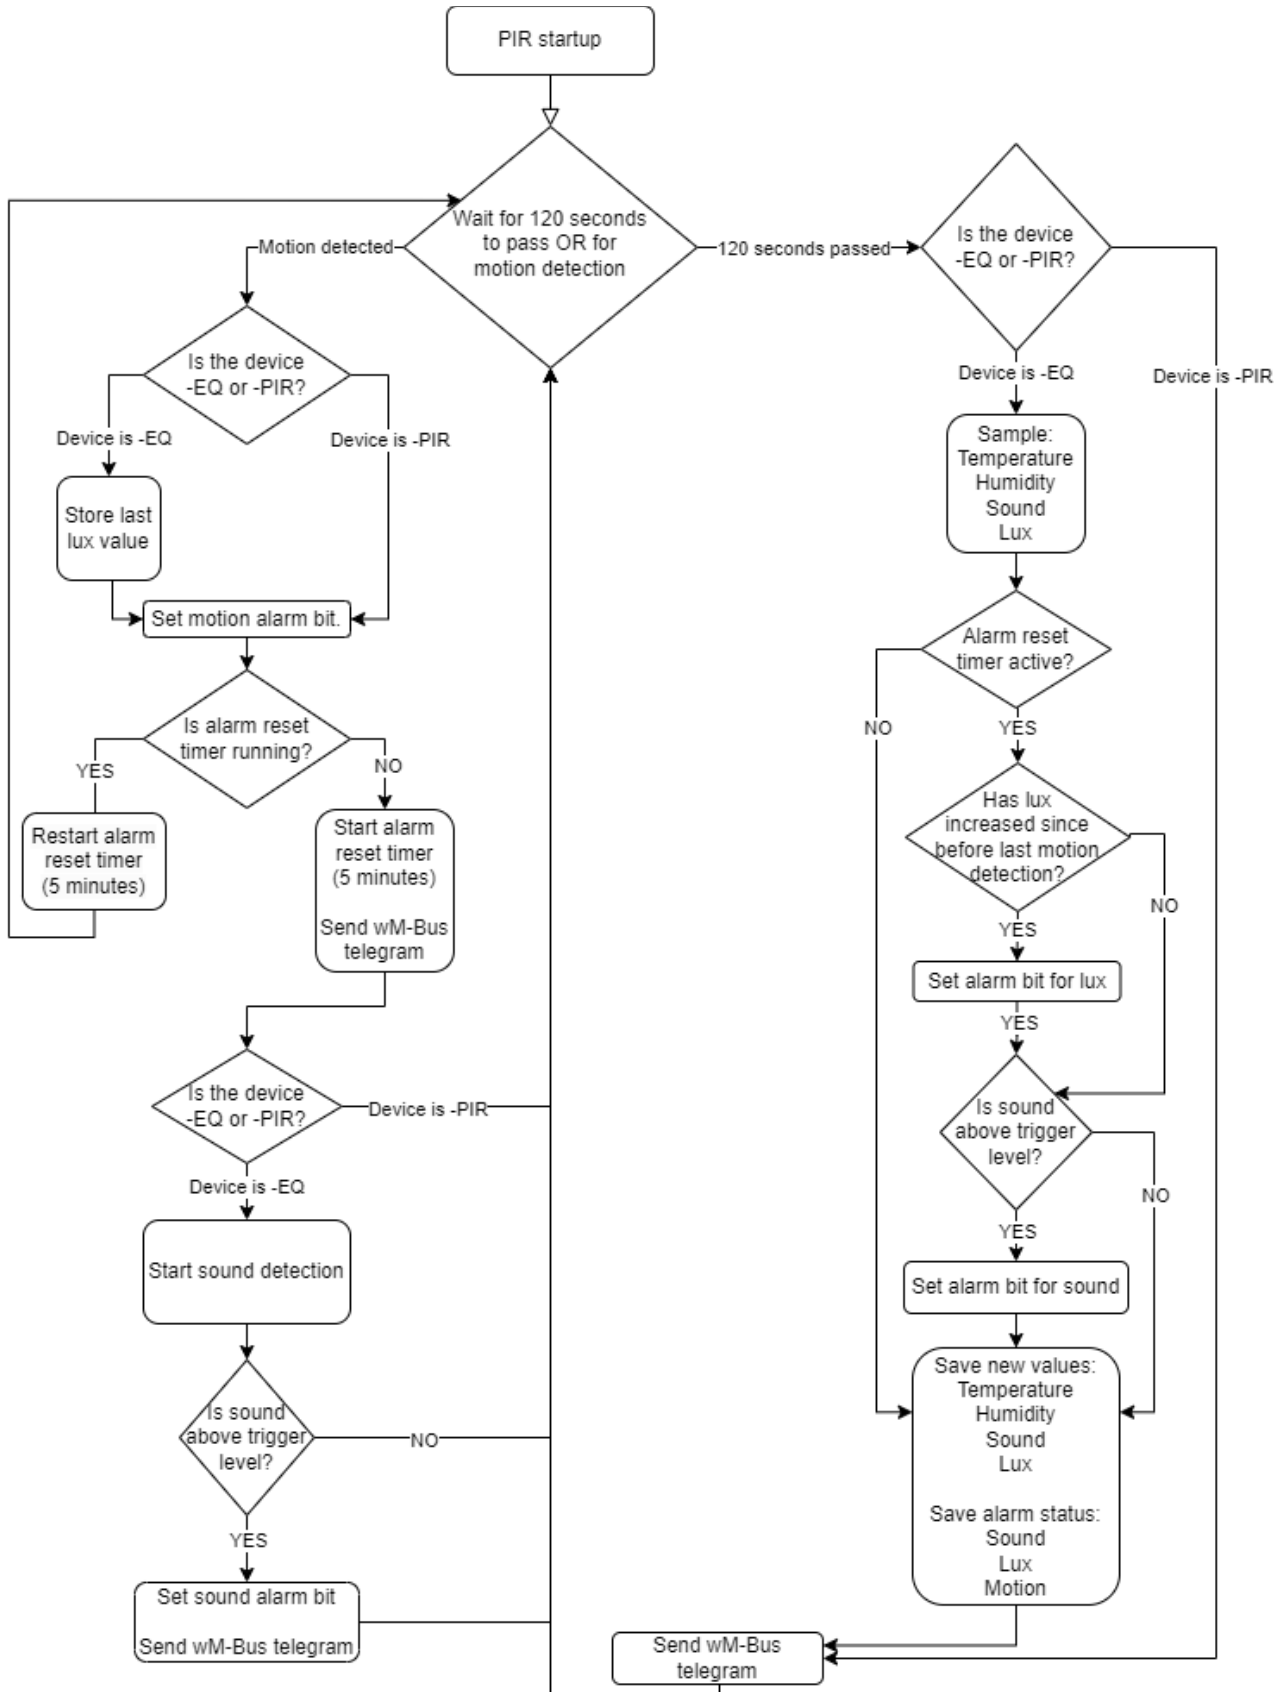 PIR startup
Wait for 120 seconds
to pass OR for
motion detection
Motion detected
120 seconds passed
Is the device
-EQ or -PIR?
Device is -EQ
Device is -PIR
Store last
lux value
Set motion alarm bit.
Is alarm reset
timer running?
YES
NO
Restart alarm
reset timer
(5 minutes)
Start alarm
reset timer
(5 minutes)
Send wM-Bus
telegram
Is the device
-EQ or -PIR?
Device is -PIR
Device is -EQ
Start sound detection
Is sound
above trigger
level?
NO
YES
Set sound alarm bit
Send wM-Bus telegram
Is the device
-EQ or -PIR?
Device is -EQ
Device is -PIR
Sample:
Temperature
Humidity
Sound
Lux
Alarm reset
timer active?
NO
YES
Has lux
increased since
before last motion
detection?
NO
YES
Set alarm bit for lux
YES
Is sound
above trigger
level?
NO
YES
Set alarm bit for sound
Save new values:
Temperature
Humidity
Sound
Lux
Save alarm status:
Sound
Lux
Motion
Send wM-Bus
telegram